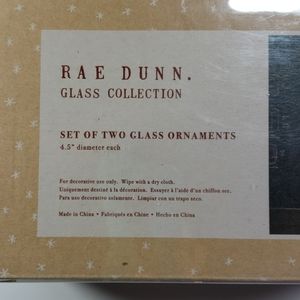 RAE DUNN.
GLASS COLLECTION
SET OF TWO GLASS ORNAMENTS
4.5" diameter each
For decorative use only. Wipe with a dry cloth.
Uniquement destiné à la décoration. Essayer à l'aide d'un chiffon sec.
Para uso decorativo solamente. Limpiar con un trapo seco.
Made in China • Fabriqués en Chine • Hecho en China